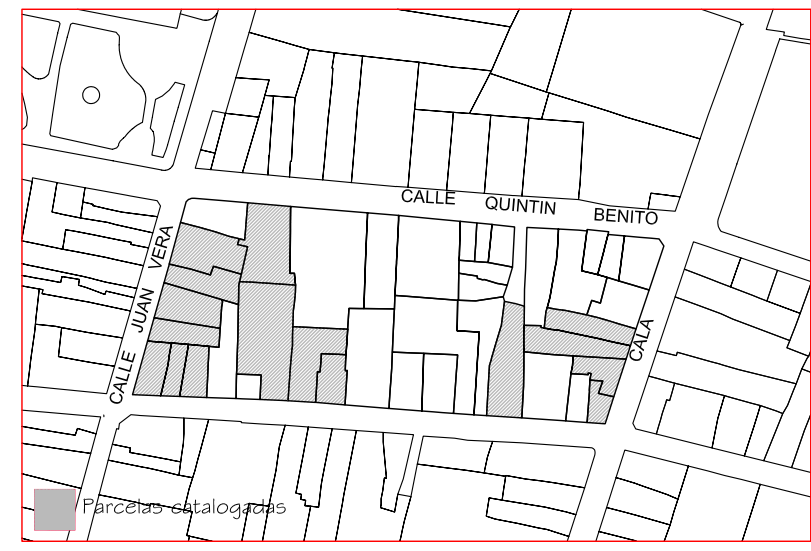 CALLE QUINTIN BENITO
CALLE JUAN VERA
CALA
Parcelas catalogadas